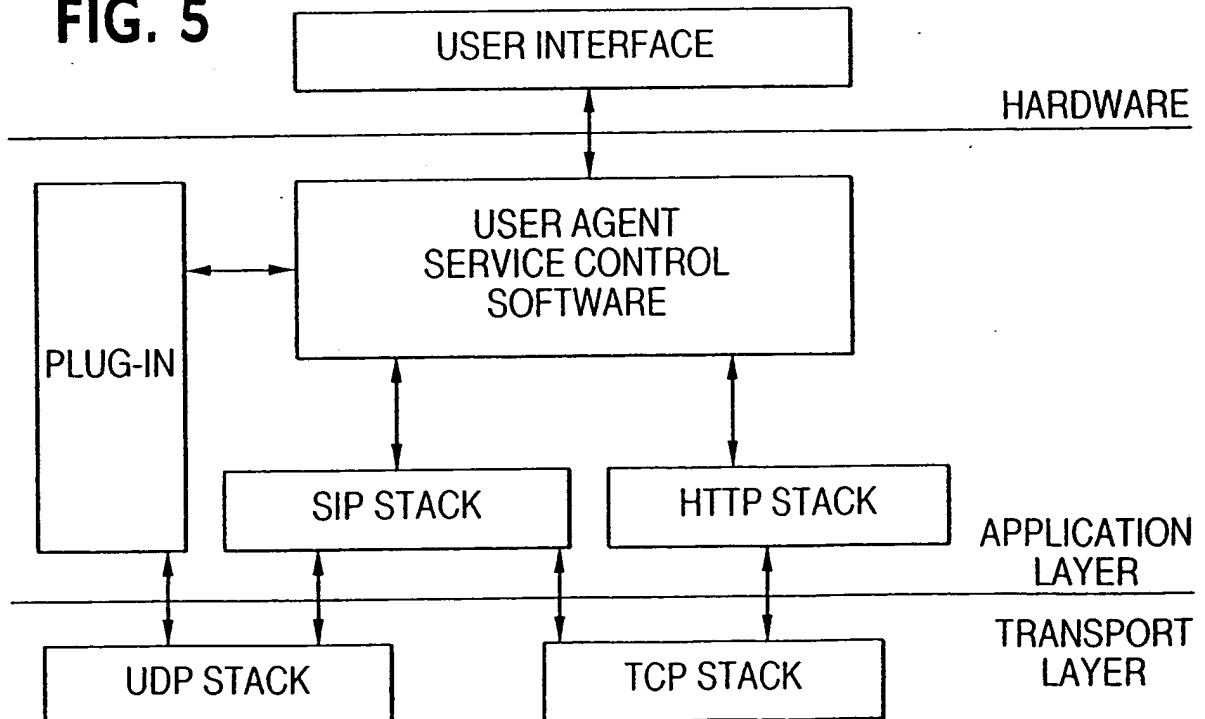 FIG. 5
USER INTERFACE
HARDWARE
USER AGENT
SERVICE CONTROL
SOFTWARE
PLUG-IN
SIP STACK
HTTP STACK
APPLICATION
LAYER
TRANSPORT
LAYER
UDP STACK
TCP STACK